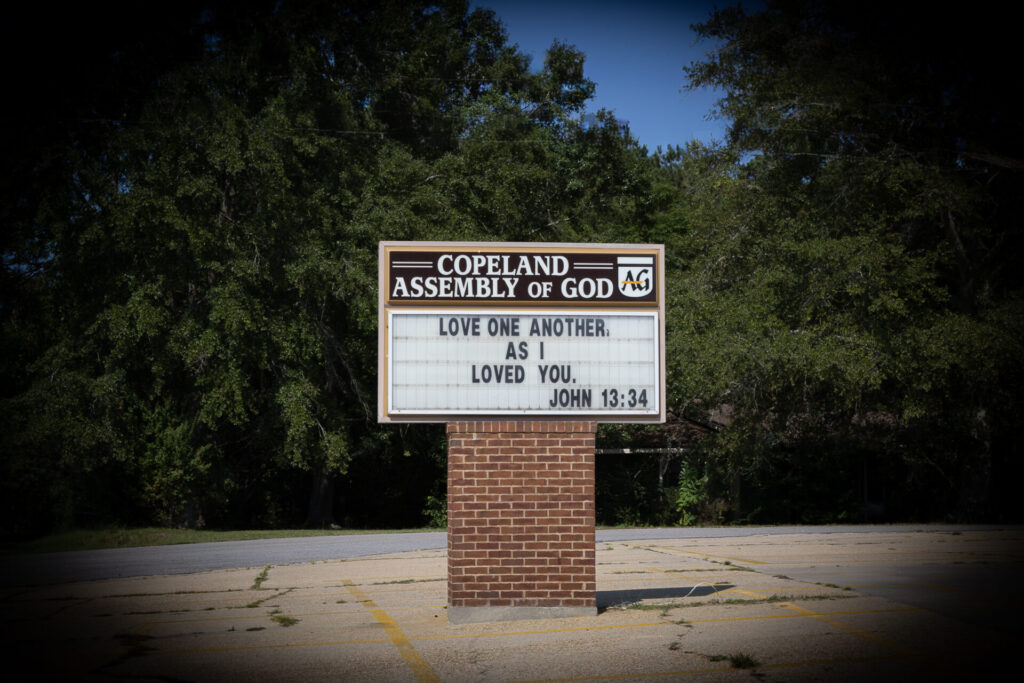 COPELAND
ASSEMBLY OF GOD AG
LOVE ONE ANOTHER,
AS I
LOVED YOU.
JOHN 13:34